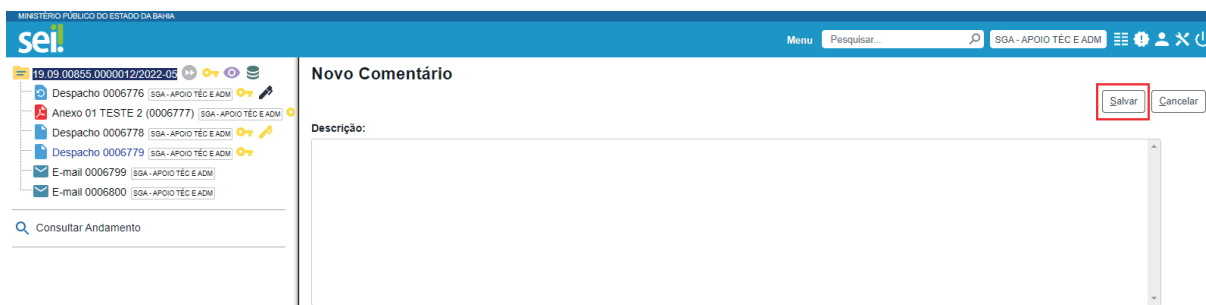 MINISTÉRIO PÚBLICO DO ESTADO DA BAHIA
sei!
Menu Pesquisar... SGA - APOIO TÉC E ADM
19.09.00855.0000012/2022-05
Despacho 0006776 SGA - APOIO TÉC E ADM
Anexo 01 TESTE 2 (0006777) SGA - APOIO TÉC E ADM
Despacho 0006778 SGA - APOIO TÉC E ADM
Despacho 0006779 SGA - APOIO TÉC E ADM
E-mail 0006799 SGA - APOIO TÉC E ADM
E-mail 0006800 SGA - APOIO TÉC E ADM
Consultar Andamento
Novo Comentário
Salvar Cancelar
Descrição: